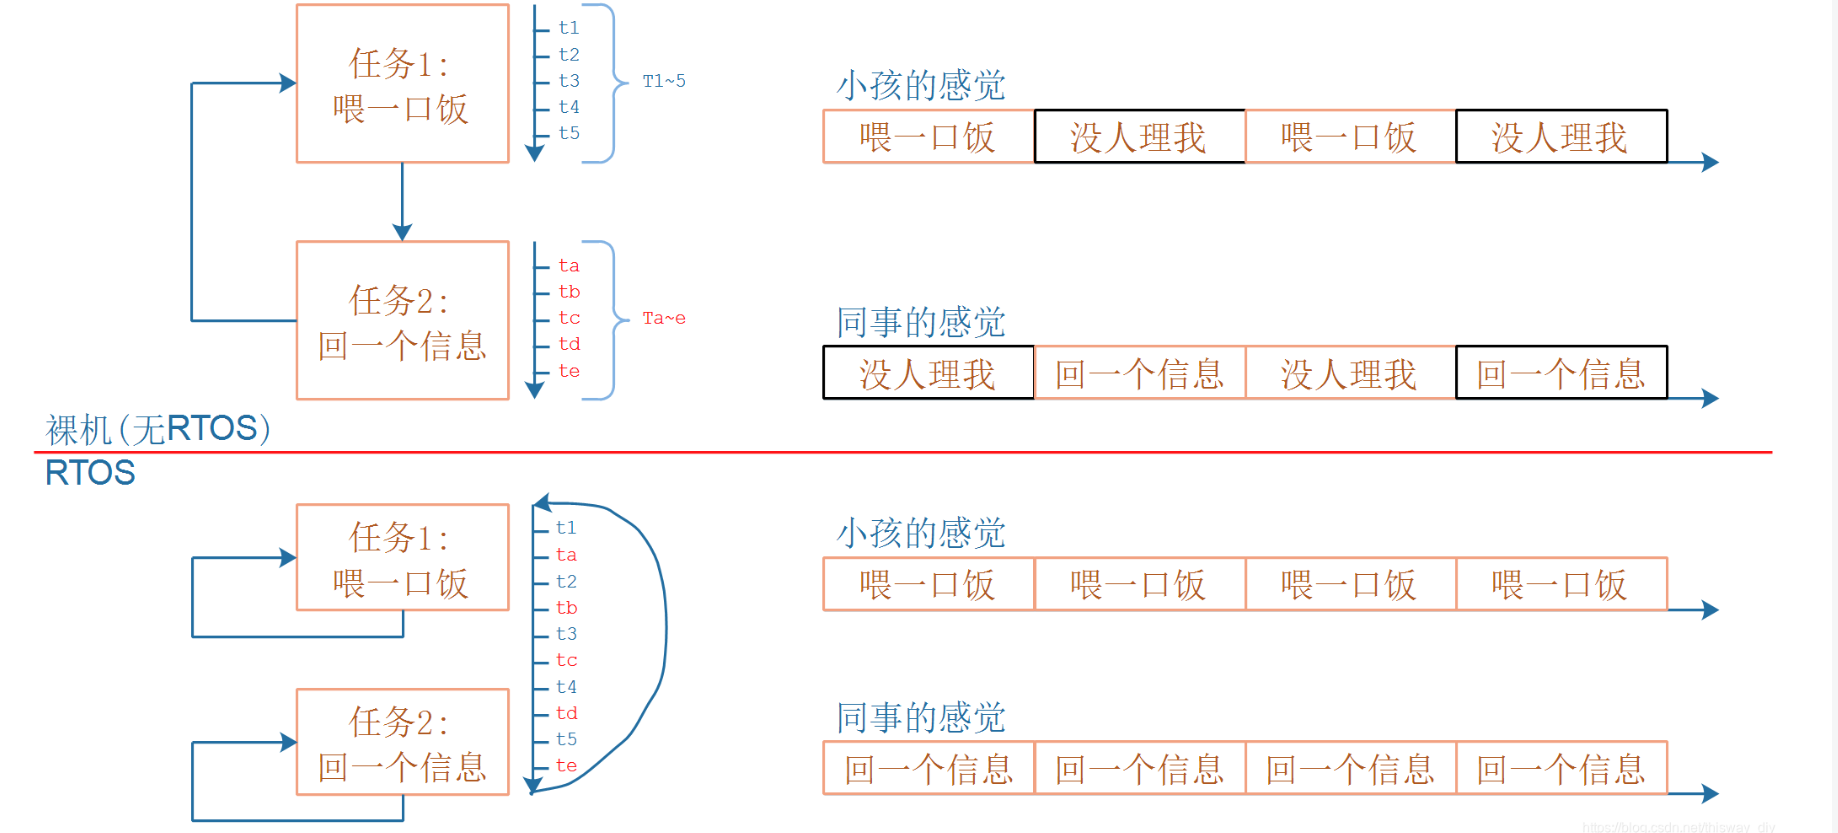 任务1:
喂一口饭
t1
t2
t3
t4
t5
T1~5
小孩的感觉
喂一口饭 没人理我 喂一口饭 没人理我
任务2:
回一个信息
ta
tb
tc
td
te
Ta~e
同事的感觉
没人理我 回一个信息 没人理我 回一个信息
裸机(无RTOS)
RTOS
任务1:
喂一口饭
t1
ta
t2
tb
t3
tc
t4
td
t5
te
小孩的感觉
喂一口饭 喂一口饭 喂一口饭 喂一口饭
任务2:
回一个信息
同事的感觉
回一个信息 回一个信息 回一个信息 回一个信息
https://blog.csdn.net/thisway_diy